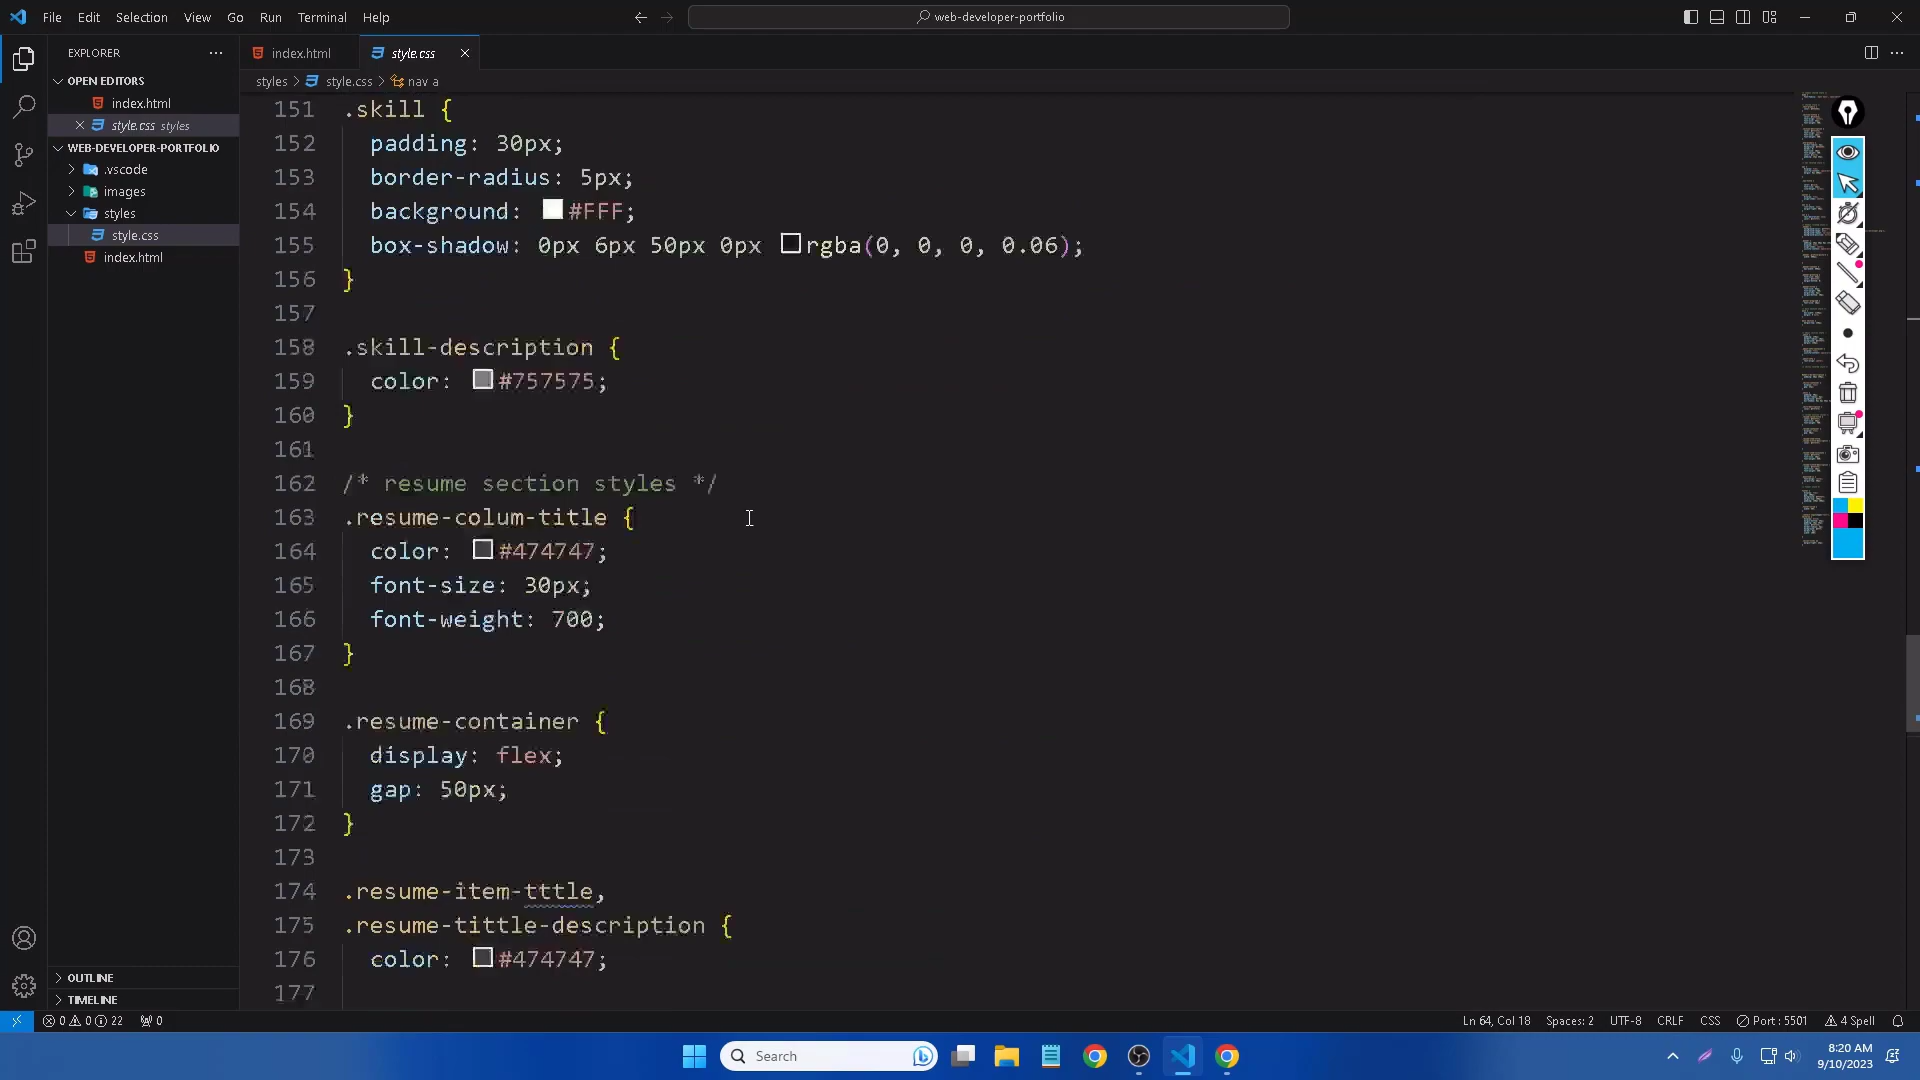 File Edit Selection View Go Run Terminal Help
web-developer-portfolio
EXPLORER
OPEN EDITORS
index.html
style.css styles
WEB-DEVELOPER-PORTFOLIO
.vscode
images
styles
style.css
index.html
OUTLINE
TIMELINE
index.html
style.css
styles > style.css > nav a
151 .skill {
152 padding: 30px;
153 border-radius: 5px;
154 background: #FFF;
155 box-shadow: 0px 6px 50px 0px rgba(0, 0, 0, 0.06);
156 }
157
158 .skill-description {
159 color: #757575;
160 }
161
162 /* resume section styles */
163 .resume-colum-title {
164 color: #474747;
165 font-size: 30px;
166 font-weight: 700;
167 }
168
169 .resume-container {
170 display: flex;
171 gap: 50px;
172 }
173
174 .resume-item-tttle,
175 .resume-tittle-description {
176 color: #474747;
177
0 0 22 0
Ln 64, Col 18 Spaces: 2 UTF-8 CRLF CSS Port : 5501 4 Spell
Search
8:20 AM
9/10/2023